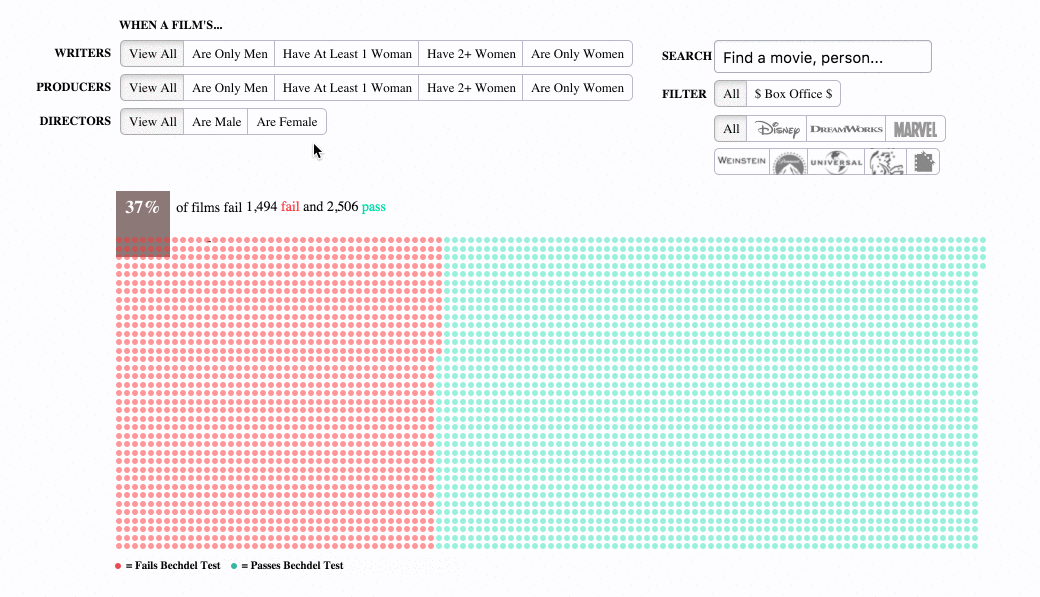 WHEN A FILM'S...
WRITERS View All Are Only Men Have At Least 1 Woman Have 2+ Women Are Only Women
SEARCH Find a movie, person...
PRODUCERS View All Are Only Men Have At Least 1 Woman Have 2+ Women Are Only Women
FILTER All $ Box Office $
DIRECTORS View All Are Male Are Female
All Disney DREAMWORKS MARVEL
WEINSTEIN Paramount UNIVERSAL
37% of films fail 1,494 fail and 2,506 pass
= Fails Bechdel Test = Passes Bechdel Test